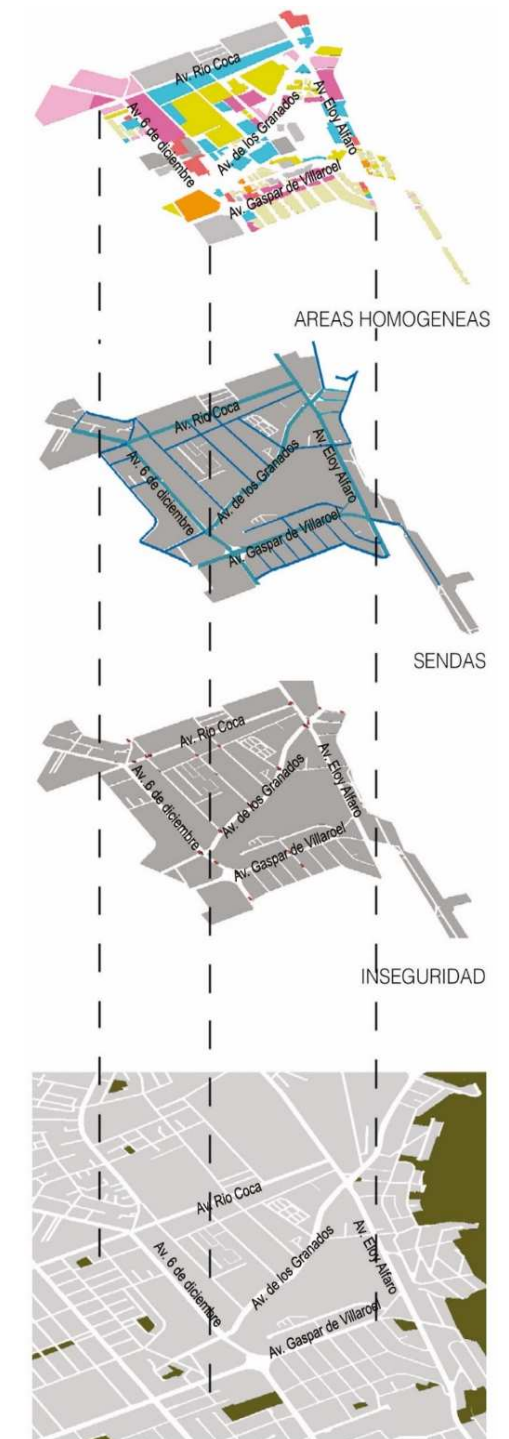 Av. Rio Coca
Av. 6 de diciembre
Av. de los Granados
Av. Eloy Alfaro
Av. Gaspar de Villaroel
AREAS HOMOGENEAS
Av. Rio Coca
Av. 6 de diciembre
Av. de los Granados
Av. Eloy Alfaro
Av. Gaspar de Villaroel
SENDAS
Av. Rio Coca
Av. 6 de diciembre
Av. de los Granados
Av. Eloy Alfaro
Av. Gaspar de Villaroel
INSEGURIDAD
Av. Rio Coca
Av. 6 de diciembre
Av. de los Granados
Av. Eloy Alfaro
Av. Gaspar de Villaroel